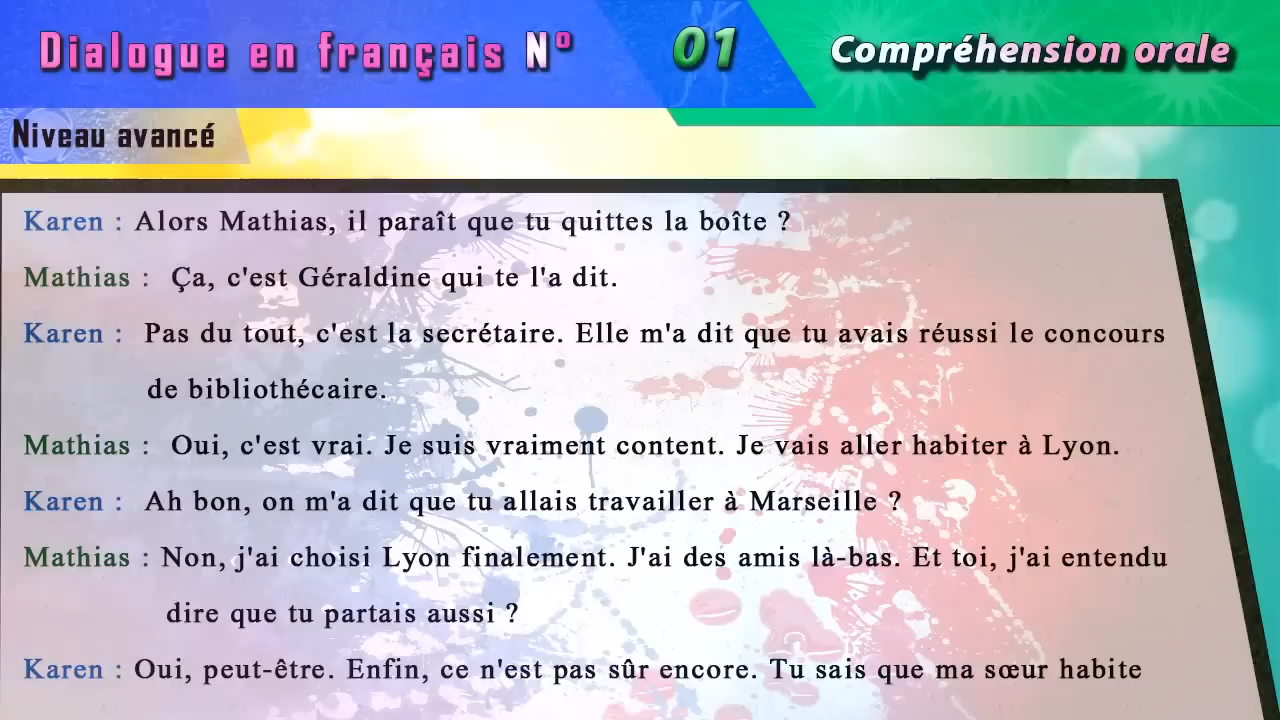 Dialogue en français Nº 01 Compréhension orale
Niveau avancé
Karen : Alors Mathias, il paraît que tu quittes la boîte ?
Mathias : Ça, c'est Géraldine qui te l'a dit.
Karen : Pas du tout, c'est la secrétaire. Elle m'a dit que tu avais réussi le concours
de bibliothécaire.
Mathias : Oui, c'est vrai. Je suis vraiment content. Je vais aller habiter à Lyon.
Karen : Ah bon, on m'a dit que tu allais travailler à Marseille ?
Mathias : Non, j'ai choisi Lyon finalement. J'ai des amis là-bas. Et toi, j'ai entendu
dire que tu partais aussi ?
Karen : Oui, peut-être. Enfin, ce n'est pas sûr encore. Tu sais que ma sœur habite